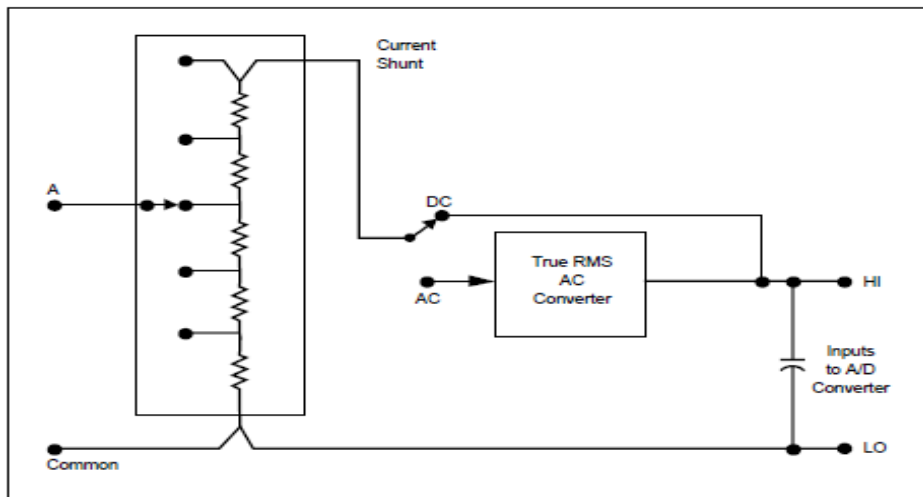 Current
Shunt
A
DC
True RMS
AC
Converter
AC
HI
Inputs
to A/D
Converter
Common
LO